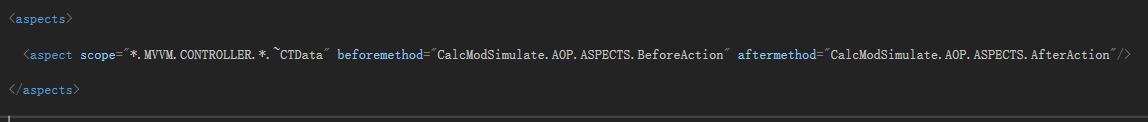 <aspects>
<aspect scope="*.MVVM.CONTROLLER.*.~CTData" beforemethod="CalcModSimulate.AOP.ASPECTS.BeforeAction" aftermethod="CalcModSimulate.AOP.ASPECTS.AfterAction"/>
</aspects>